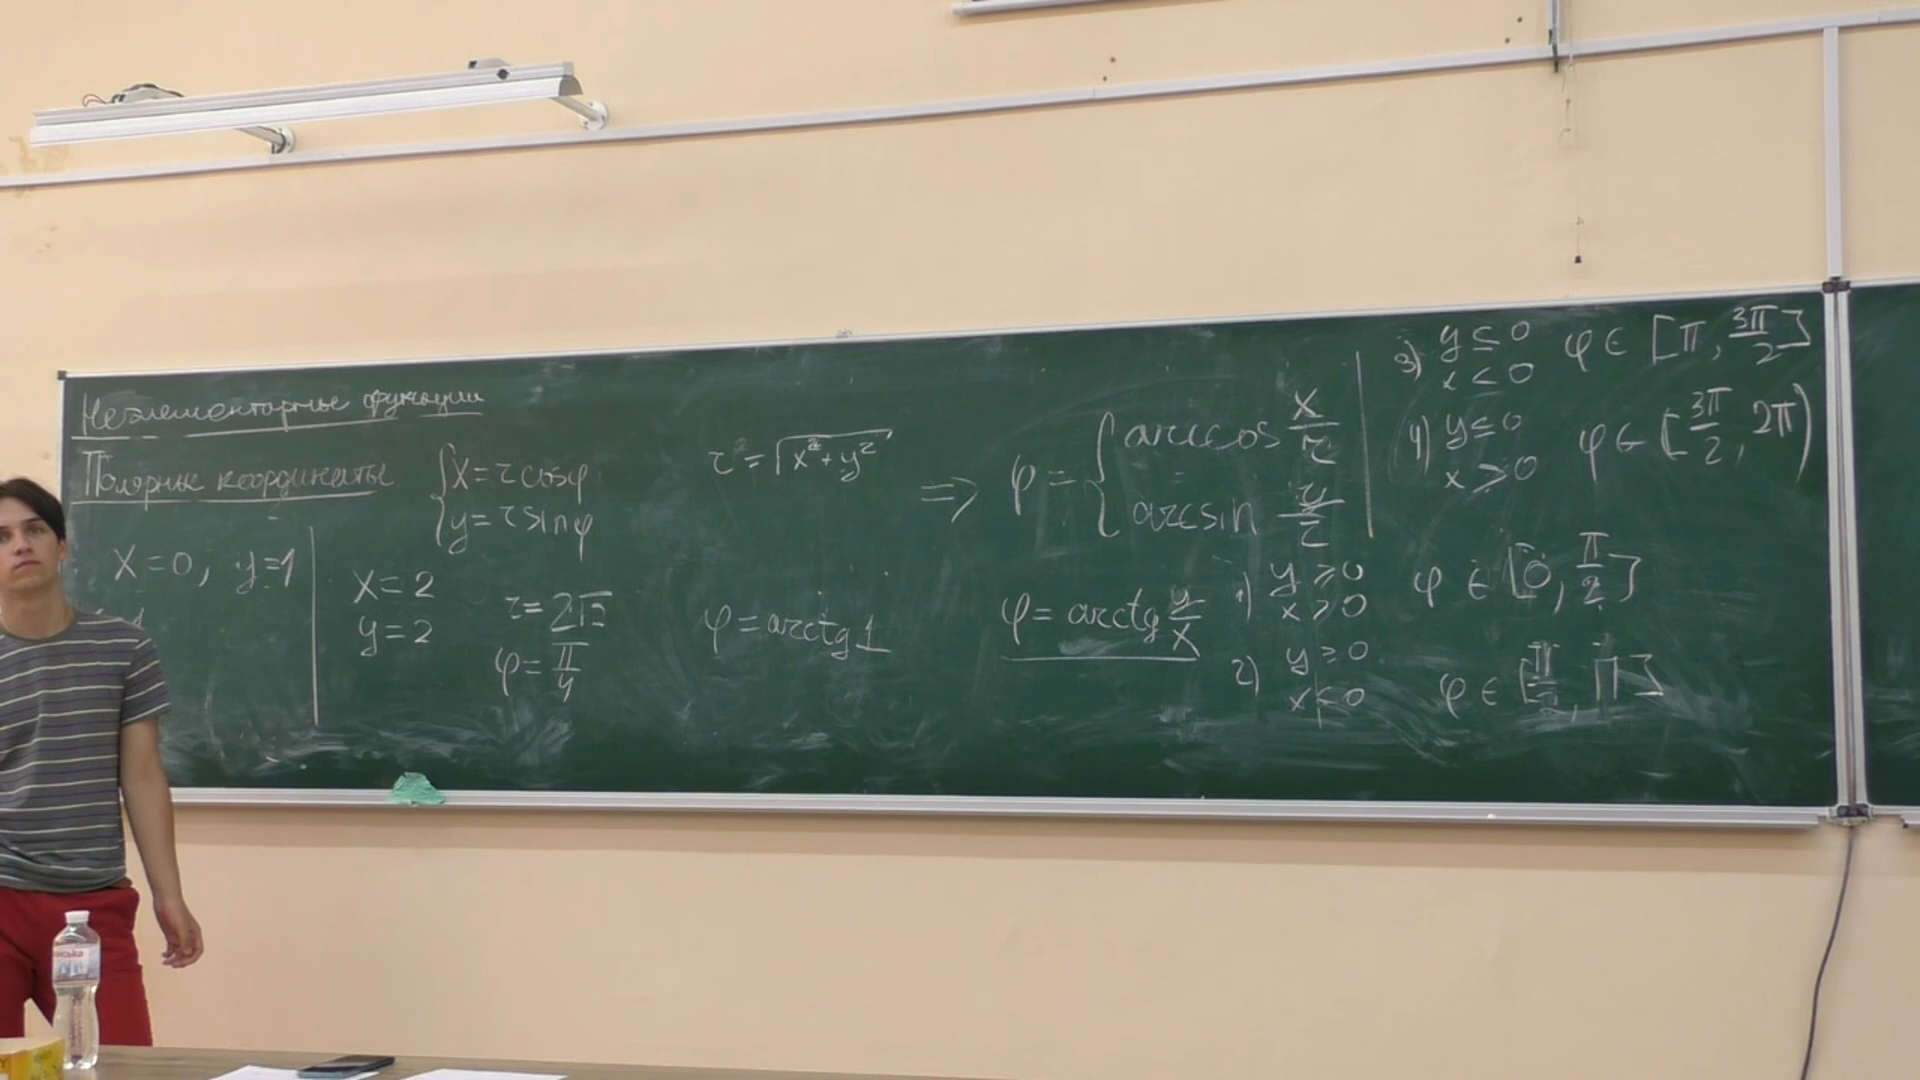 Неэлементарные функции
Полярные координаты
{x = r cos φ
{y = r sin φ
r² = √x² + y²
=> φ = { arccos x/r = arcsin y/r
x = 0; y = 1
x = 2
y = 2
r = 2√2
φ = π/4
φ = arctg 1
φ = arctg y/x
1) y ≥ 0 x ≥ 0 φ ∈ [0, π/2]
2) y ≥ 0 x < 0 φ ∈ [π/2, π]
3) y ≤ 0 x < 0 φ ∈ [π, 3π/2]
4) y ≤ 0 x ≥ 0 φ ∈ [3π/2, 2π)